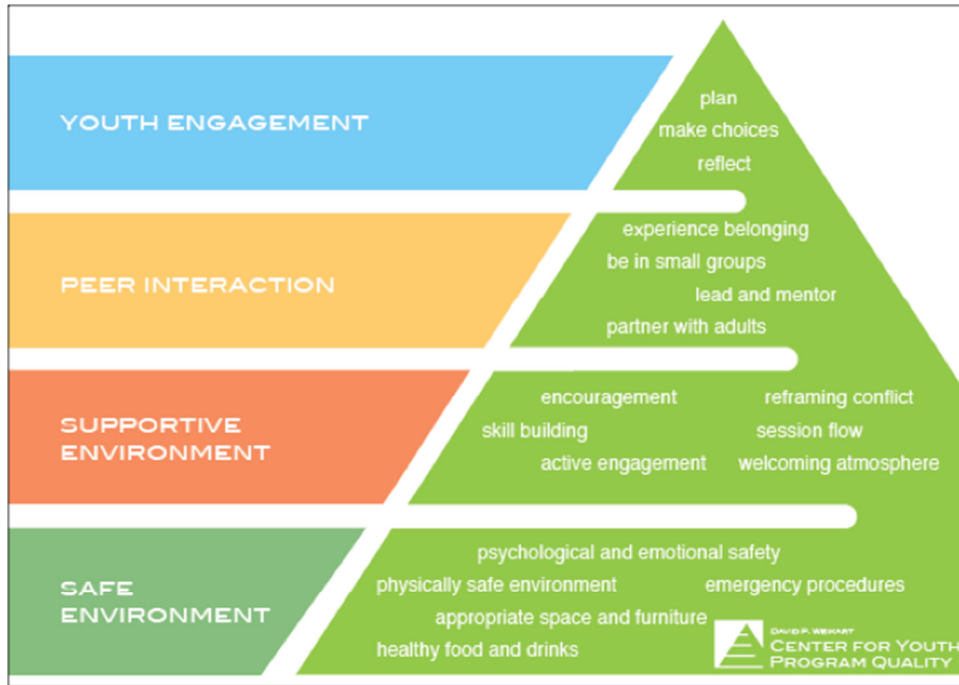 YOUTH ENGAGEMENT
plan
make choices
reflect
PEER INTERACTION
experience belonging
be in small groups
lead and mentor
partner with adults
SUPPORTIVE
ENVIRONMENT
encouragement
reframing conflict
skill building
session flow
active engagement
welcoming atmosphere
SAFE
ENVIRONMENT
psychological and emotional safety
physically safe environment
emergency procedures
appropriate space and furniture
healthy food and drinks
DAVID P. WEIKART
CENTER FOR YOUTH
PROGRAM QUALITY